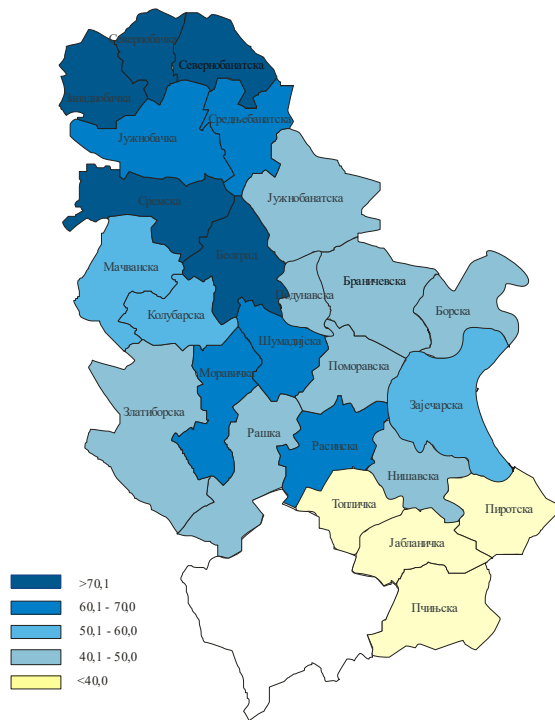 Севернобачка
Севернобанатска
Западнобачка
Средњебанатска
Јужнобачка
Јужнобанатска
Сремска
Београд
Мачванска
Подунавска
Браничевска
Борска
Колубарска
Шумадијска
Моравичка
Поморавска
Златиборска
Зајечарска
Рашка
Расинска
Нишавска
Топличка
Пиротска
Јабланичка
Пчињска
>70,1
60,1 - 70,0
50,1 - 60,0
40,1 - 50,0
<40,0